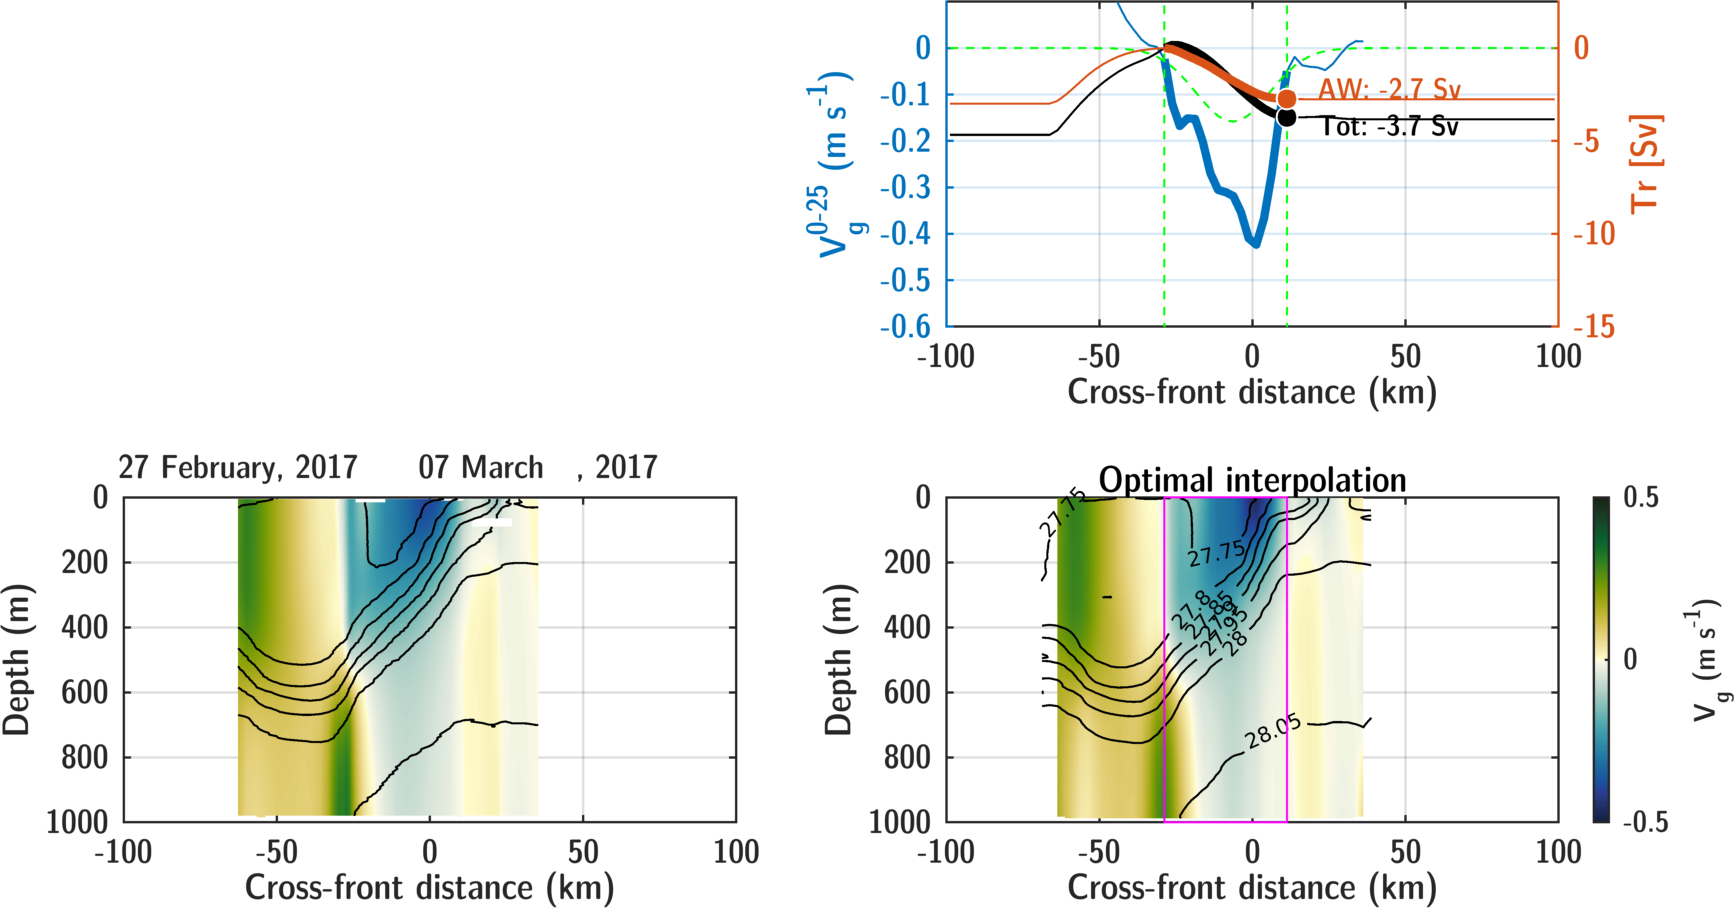 0
-0.1
-0.2
-0.3
-0.4
-0.5
-0.6
V_g^0-25 (m s^-1)
AW: -2.7 Sv
Tot: -3.7 Sv
0
-5
-10
-15
Tr [Sv]
-100 -50 0 50 100
Cross-front distance (km)
27 February, 2017 07 March , 2017
0
200
400
600
800
1000
Depth (m)
-100 -50 0 50 100
Cross-front distance (km)
Optimal interpolation
0
200
400
600
800
1000
Depth (m)
27.75
27.75
27.8
27.85
27.9
27.95
28
28.05
-100 -50 0 50 100
Cross-front distance (km)
0.5
0
-0.5
V_g (m s^-1)